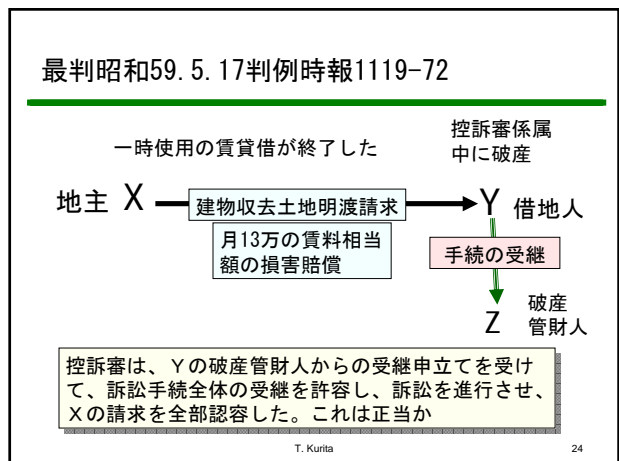 最判昭和59.5.17判例時報1119-72
控訴審係属
中に破産
一時使用の賃貸借が終了した
地主 X
建物収去土地明渡請求
Y 借地人
月13万の賃料相当
額の損害賠償
手続の受継
Z 破産
管財人
控訴審は、Yの破産管財人からの受継申立てを受け
て、訴訟手続全体の受継を許容し、訴訟を進行させ、
Xの請求を全部認容した。これは正当か
T. Kurita
24